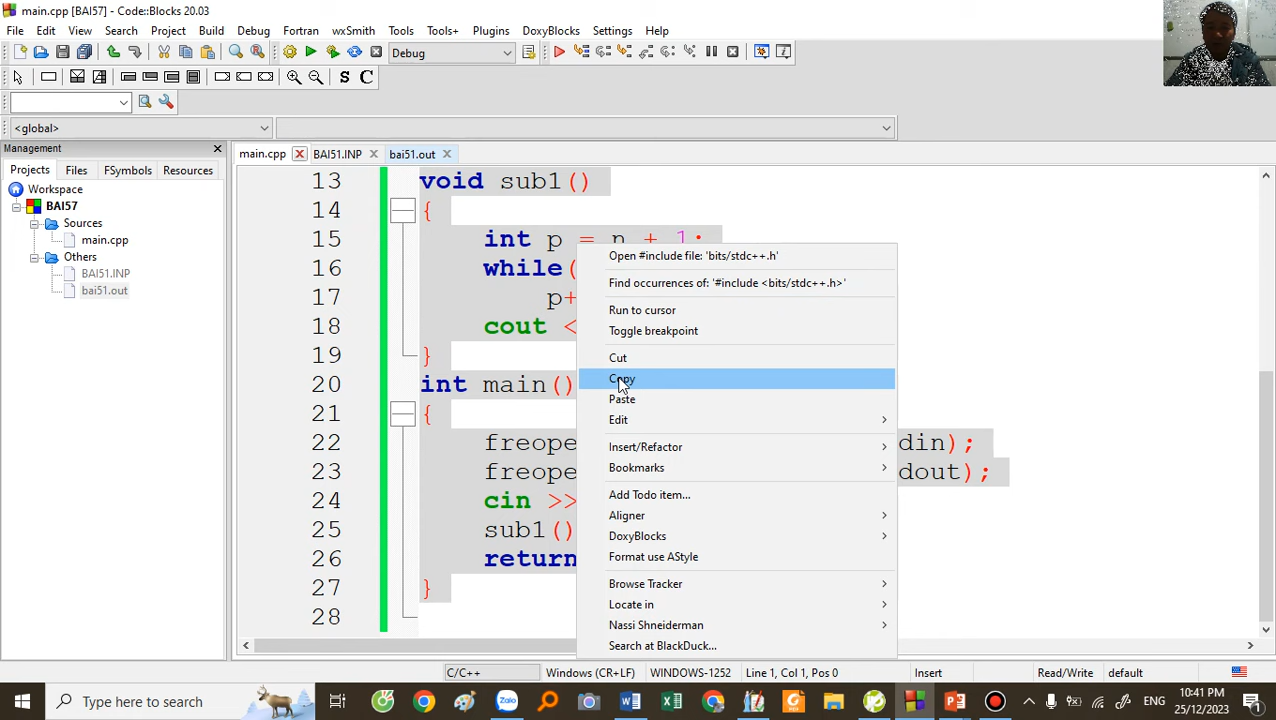 main.cpp [BAI57] - Code::Blocks 20.03
File Edit View Search Project Build Debug Fortran wxSmith Tools Tools+ Plugins DoxyBlocks Settings Help
Debug
S C
<global>
Management
Projects Files FSymbols Resources
Workspace
BAI57
Sources
main.cpp
Others
BAI51.INP
bai51.out
main.cpp BAI51.INP bai51.out
13 void sub1()
14 {
15 int p = n + 1;
16 while(
17 p+
18 cout <
19 }
20 int main()
21 {
22 freope din);
23 freope dout);
24 cin >>
25 sub1()
26 return
27 }
28
Open #include file: 'bits/stdc++.h'
Find occurrences of: '#include <bits/stdc++.h>'
Run to cursor
Toggle breakpoint
Cut
Copy
Paste
Edit
Insert/Refactor
Bookmarks
Add Todo item...
Aligner
DoxyBlocks
Format use AStyle
Browse Tracker
Locate in
Nassi Shneiderman
Search at BlackDuck...
C/C++ Windows (CR+LF) WINDOWS-1252 Line 1, Col 1, Pos 0 Insert Read/Write default
Type here to search
Zalo
ENG
10:41 PM
25/12/2023